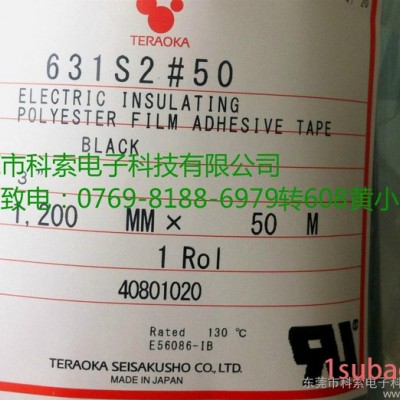 TERAOKA
631S2#50
ELECTRIC INSULATING
POLYESTER FILM ADHESIVE TAPE
BLACK
市科索电子科技有限公司
3
致电：0769-8188-6979转608黄小
1,200 MM× 50 M
1 Rol
40801020
Rated 130 ℃
E56086-IB
TERAOKA SEISAKUSHO CO., LTD.
MADE IN JAPAN
1suba
东莞市科索电子科技